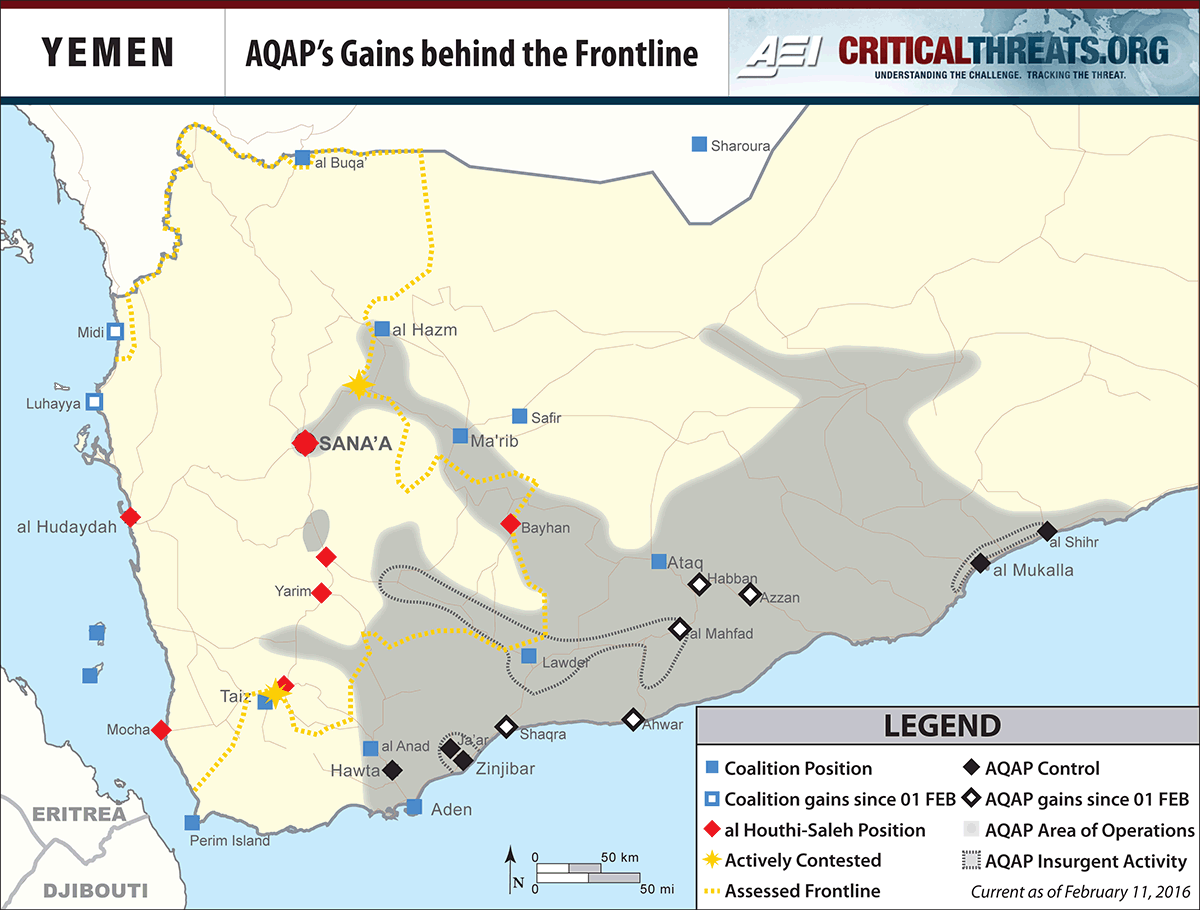 YEMEN
AQAP's Gains behind the Frontline
AEI CRITICALTHREATS.ORG
UNDERSTANDING THE CHALLENGE. TRACKING THE THREAT.
Sharoura
al Buqa'
Midi
al Hazm
Luhayya
Safir
SANA'A
Ma'rib
al Hudaydah
Bayhan
al Shihr
Ataq
al Mukalla
Habban
Yarim
Azzan
al Mahfad
Lawder
Taiz
Ahwar
Mocha
Shaqra
al Anad
Ja'ar
Hawta
Zinjibar
Aden
Perim Island
ERITREA
DJIBOUTI
N
0 50 km
0 50 mi
LEGEND
Coalition Position
Coalition gains since 01 FEB
al Houthi-Saleh Position
Actively Contested
Assessed Frontline
AQAP Control
AQAP gains since 01 FEB
AQAP Area of Operations
AQAP Insurgent Activity
Current as of February 11, 2016